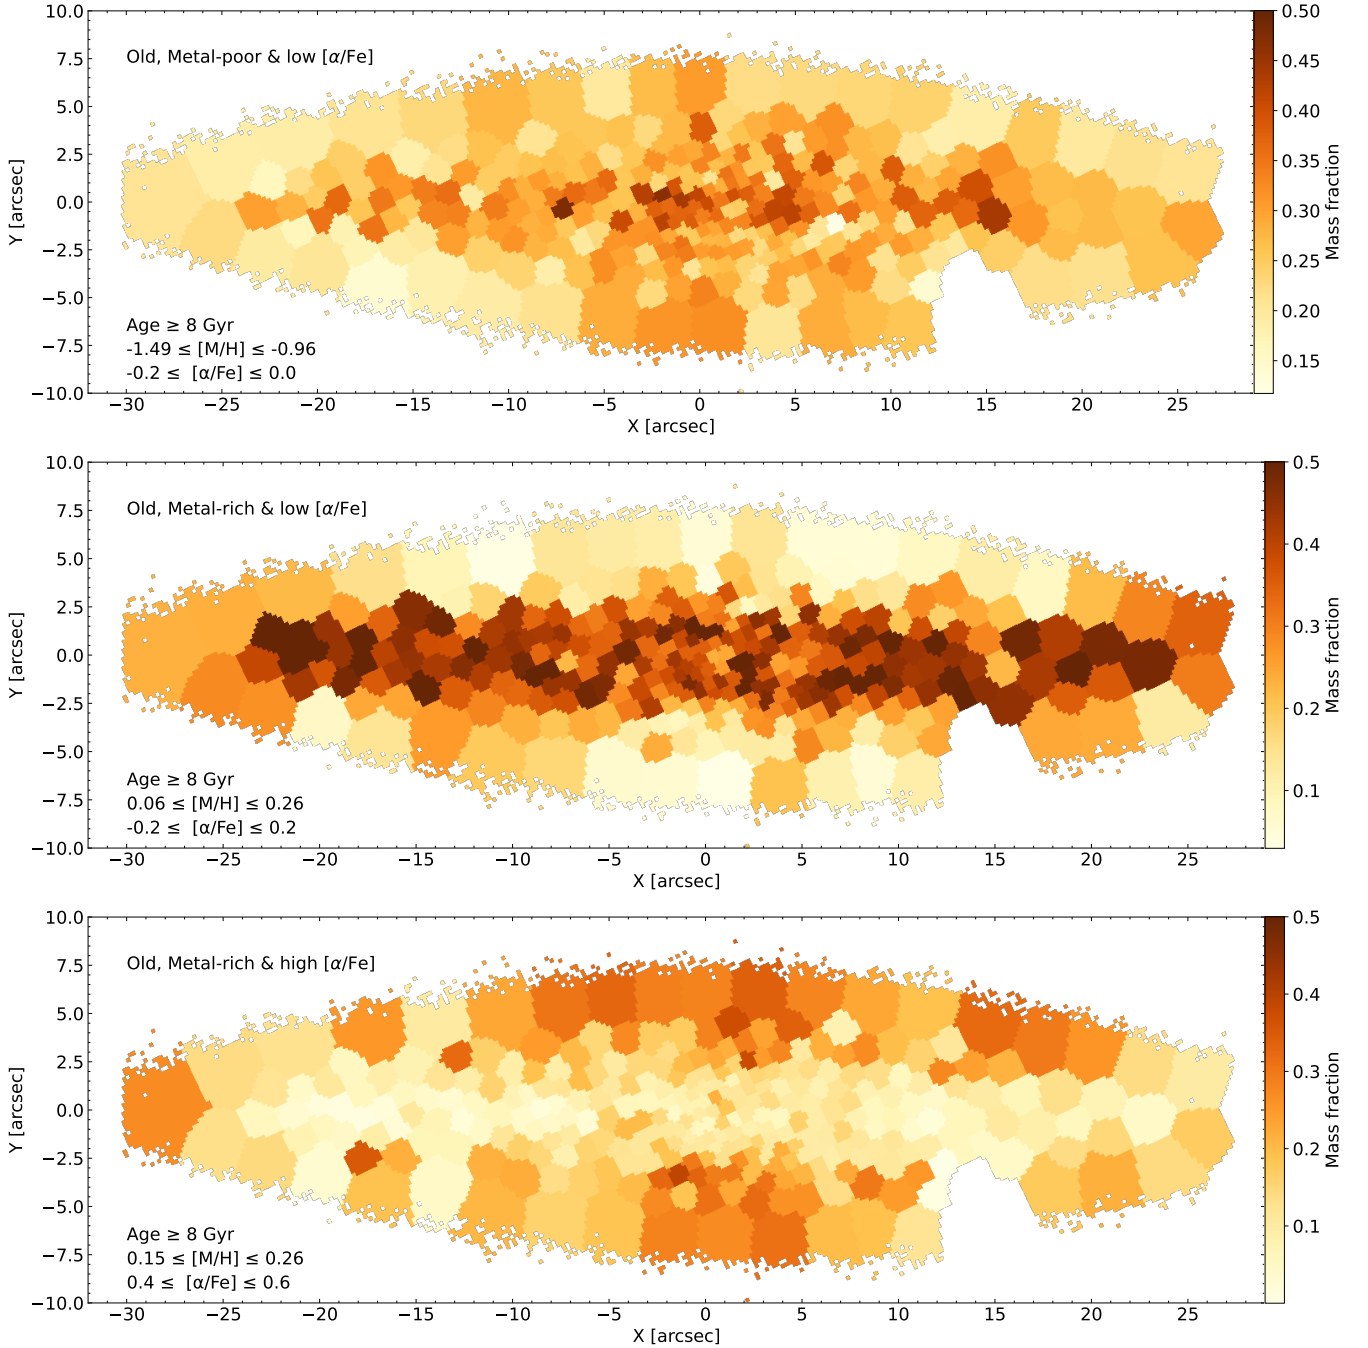 10.0
7.5
5.0
2.5
0.0
−2.5
−5.0
−7.5
−10.0
Y [arcsec]
Old, Metal-poor & low [α/Fe]
Age ≥ 8 Gyr
-1.49 ≤ [M/H] ≤ -0.96
-0.2 ≤ [α/Fe] ≤ 0.0
−30 −25 −20 −15 −10 −5 0 5 10 15 20 25
X [arcsec]
0.50
0.45
0.40
0.35
0.30
0.25
0.20
0.15
Mass fraction
10.0
7.5
5.0
2.5
0.0
−2.5
−5.0
−7.5
−10.0
Y [arcsec]
Old, Metal-rich & low [α/Fe]
Age ≥ 8 Gyr
0.06 ≤ [M/H] ≤ 0.26
-0.2 ≤ [α/Fe] ≤ 0.2
−30 −25 −20 −15 −10 −5 0 5 10 15 20 25
X [arcsec]
0.5
0.4
0.3
0.2
0.1
Mass fraction
10.0
7.5
5.0
2.5
0.0
−2.5
−5.0
−7.5
−10.0
Y [arcsec]
Old, Metal-rich & high [α/Fe]
Age ≥ 8 Gyr
0.15 ≤ [M/H] ≤ 0.26
0.4 ≤ [α/Fe] ≤ 0.6
−30 −25 −20 −15 −10 −5 0 5 10 15 20 25
X [arcsec]
0.5
0.4
0.3
0.2
0.1
Mass fraction